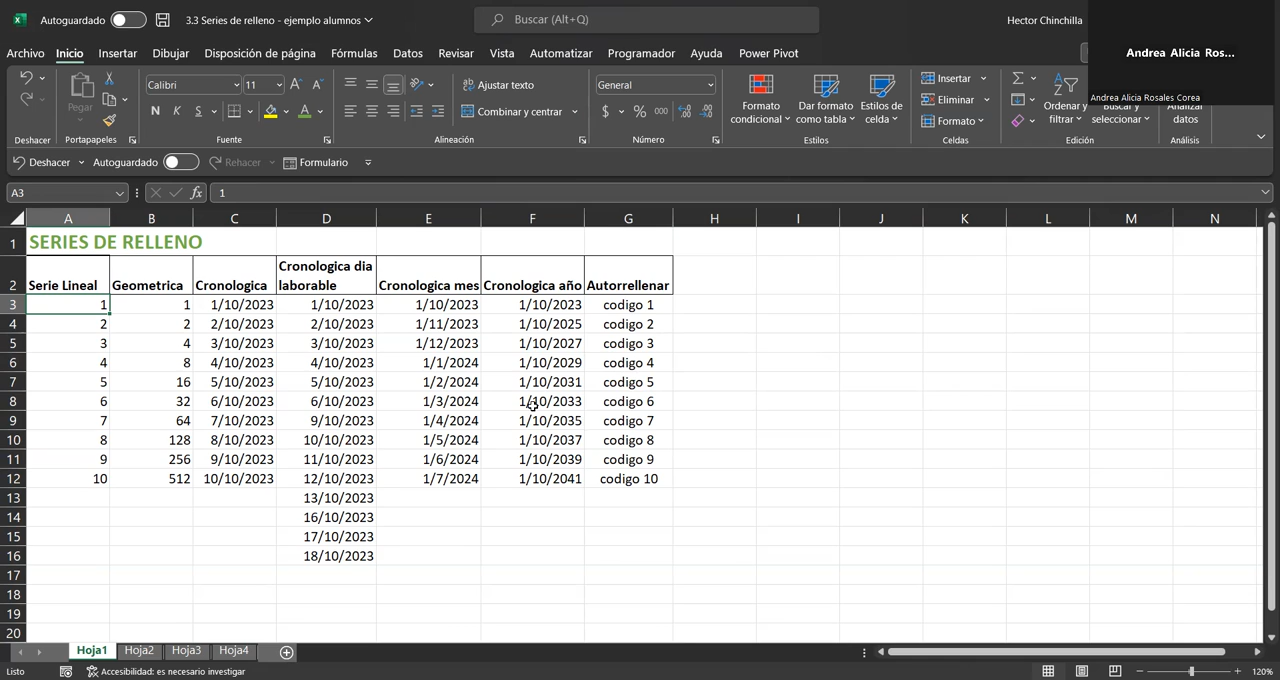 Autoguardado
3.3 Series de relleno - ejemplo alumnos
Buscar (Alt+Q)
Hector Chinchilla
Andrea Alicia Ros...
Andrea Alicia Rosales Corea
Archivo Inicio Insertar Dibujar Disposición de página Fórmulas Datos Revisar Vista Automatizar Programador Ayuda Power Pivot
Pegar
Calibri 11
N K S
Ajustar texto
Combinar y centrar
General
$ % 000
Formato condicional
Dar formato como tabla
Estilos de celda
Insertar
Eliminar
Formato
Ordenar y filtrar
Buscar y seleccionar
Analizar datos
Deshacer Portapapeles Fuente Alineación Número Estilos Celdas Edición Análisis
Deshacer Autoguardado Rehacer Formulario
A3 fx 1
A B C D E F G H I J K L M N
1 SERIES DE RELLENO
2 Serie Lineal Geometrica Cronologica Cronologica dia laborable Cronologica mes Cronologica año Autorrellenar
3 1 1 1/10/2023 1/10/2023 1/10/2023 1/10/2023 codigo 1
4 2 2 2/10/2023 2/10/2023 1/11/2023 1/10/2025 codigo 2
5 3 4 3/10/2023 3/10/2023 1/12/2023 1/10/2027 codigo 3
6 4 8 4/10/2023 4/10/2023 1/1/2024 1/10/2029 codigo 4
7 5 16 5/10/2023 5/10/2023 1/2/2024 1/10/2031 codigo 5
8 6 32 6/10/2023 6/10/2023 1/3/2024 1/10/2033 codigo 6
9 7 64 7/10/2023 9/10/2023 1/4/2024 1/10/2035 codigo 7
10 8 128 8/10/2023 10/10/2023 1/5/2024 1/10/2037 codigo 8
11 9 256 9/10/2023 11/10/2023 1/6/2024 1/10/2039 codigo 9
12 10 512 10/10/2023 12/10/2023 1/7/2024 1/10/2041 codigo 10
13 13/10/2023
14 16/10/2023
15 17/10/2023
16 18/10/2023
17
18
19
20
Hoja1 Hoja2 Hoja3 Hoja4
Listo Accesibilidad: es necesario investigar 120%